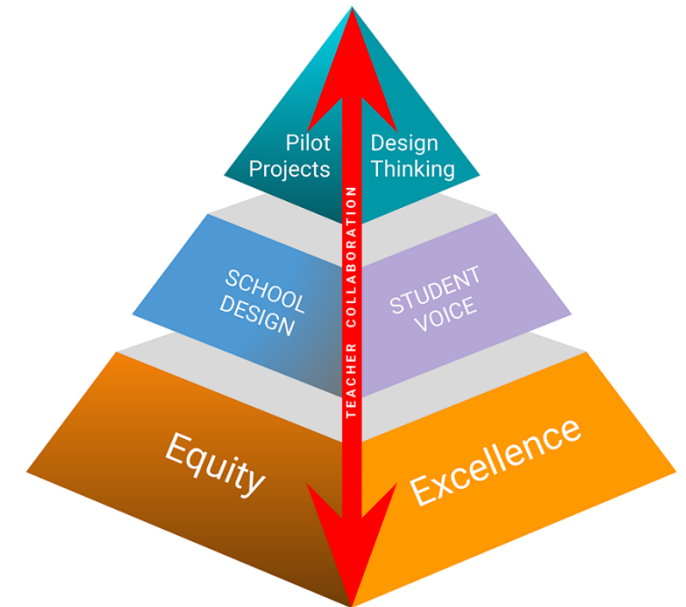 Pilot
Projects
Design
Thinking
TEACHER COLLABORATION
SCHOOL
DESIGN
STUDENT
VOICE
Equity
Excellence